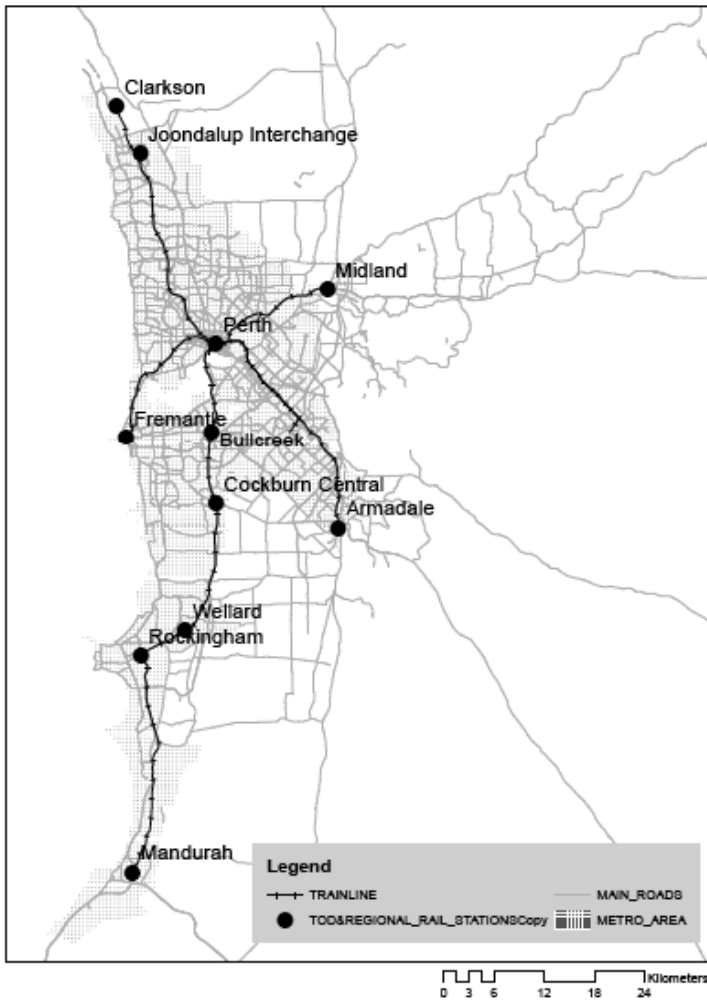 Clarkson
Joondalup Interchange
Midland
Perth
Fremantle
Bullcreek
Cockburn Central
Armadale
Wellard
Rockingham
Mandurah
Legend
TRAINLINE
MAIN_ROADS
TOD&REGIONAL_RAIL_STATIONSCopy
METRO_AREA
Kilometers
0 3 6 12 18 24